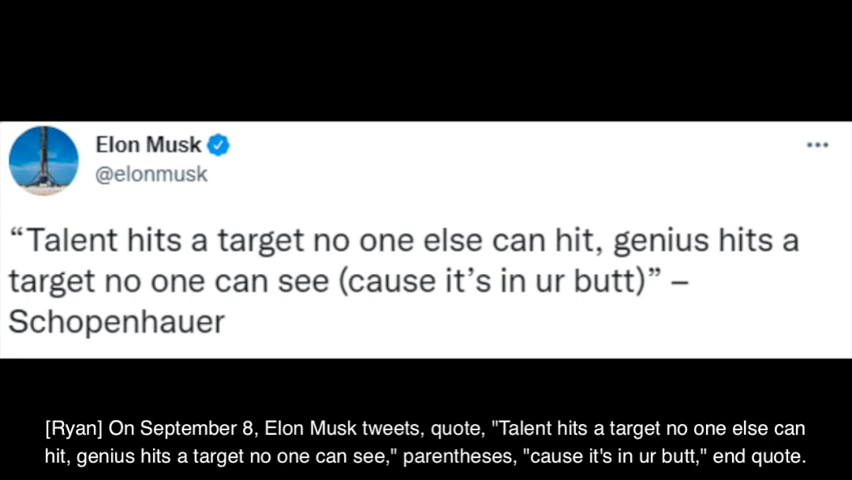 Elon Musk
@elonmusk
“Talent hits a target no one else can hit, genius hits a
target no one can see (cause it’s in ur butt)” –
Schopenhauer
[Ryan] On September 8, Elon Musk tweets, quote, "Talent hits a target no one else can
hit, genius hits a target no one can see," parentheses, "cause it's in ur butt," end quote.